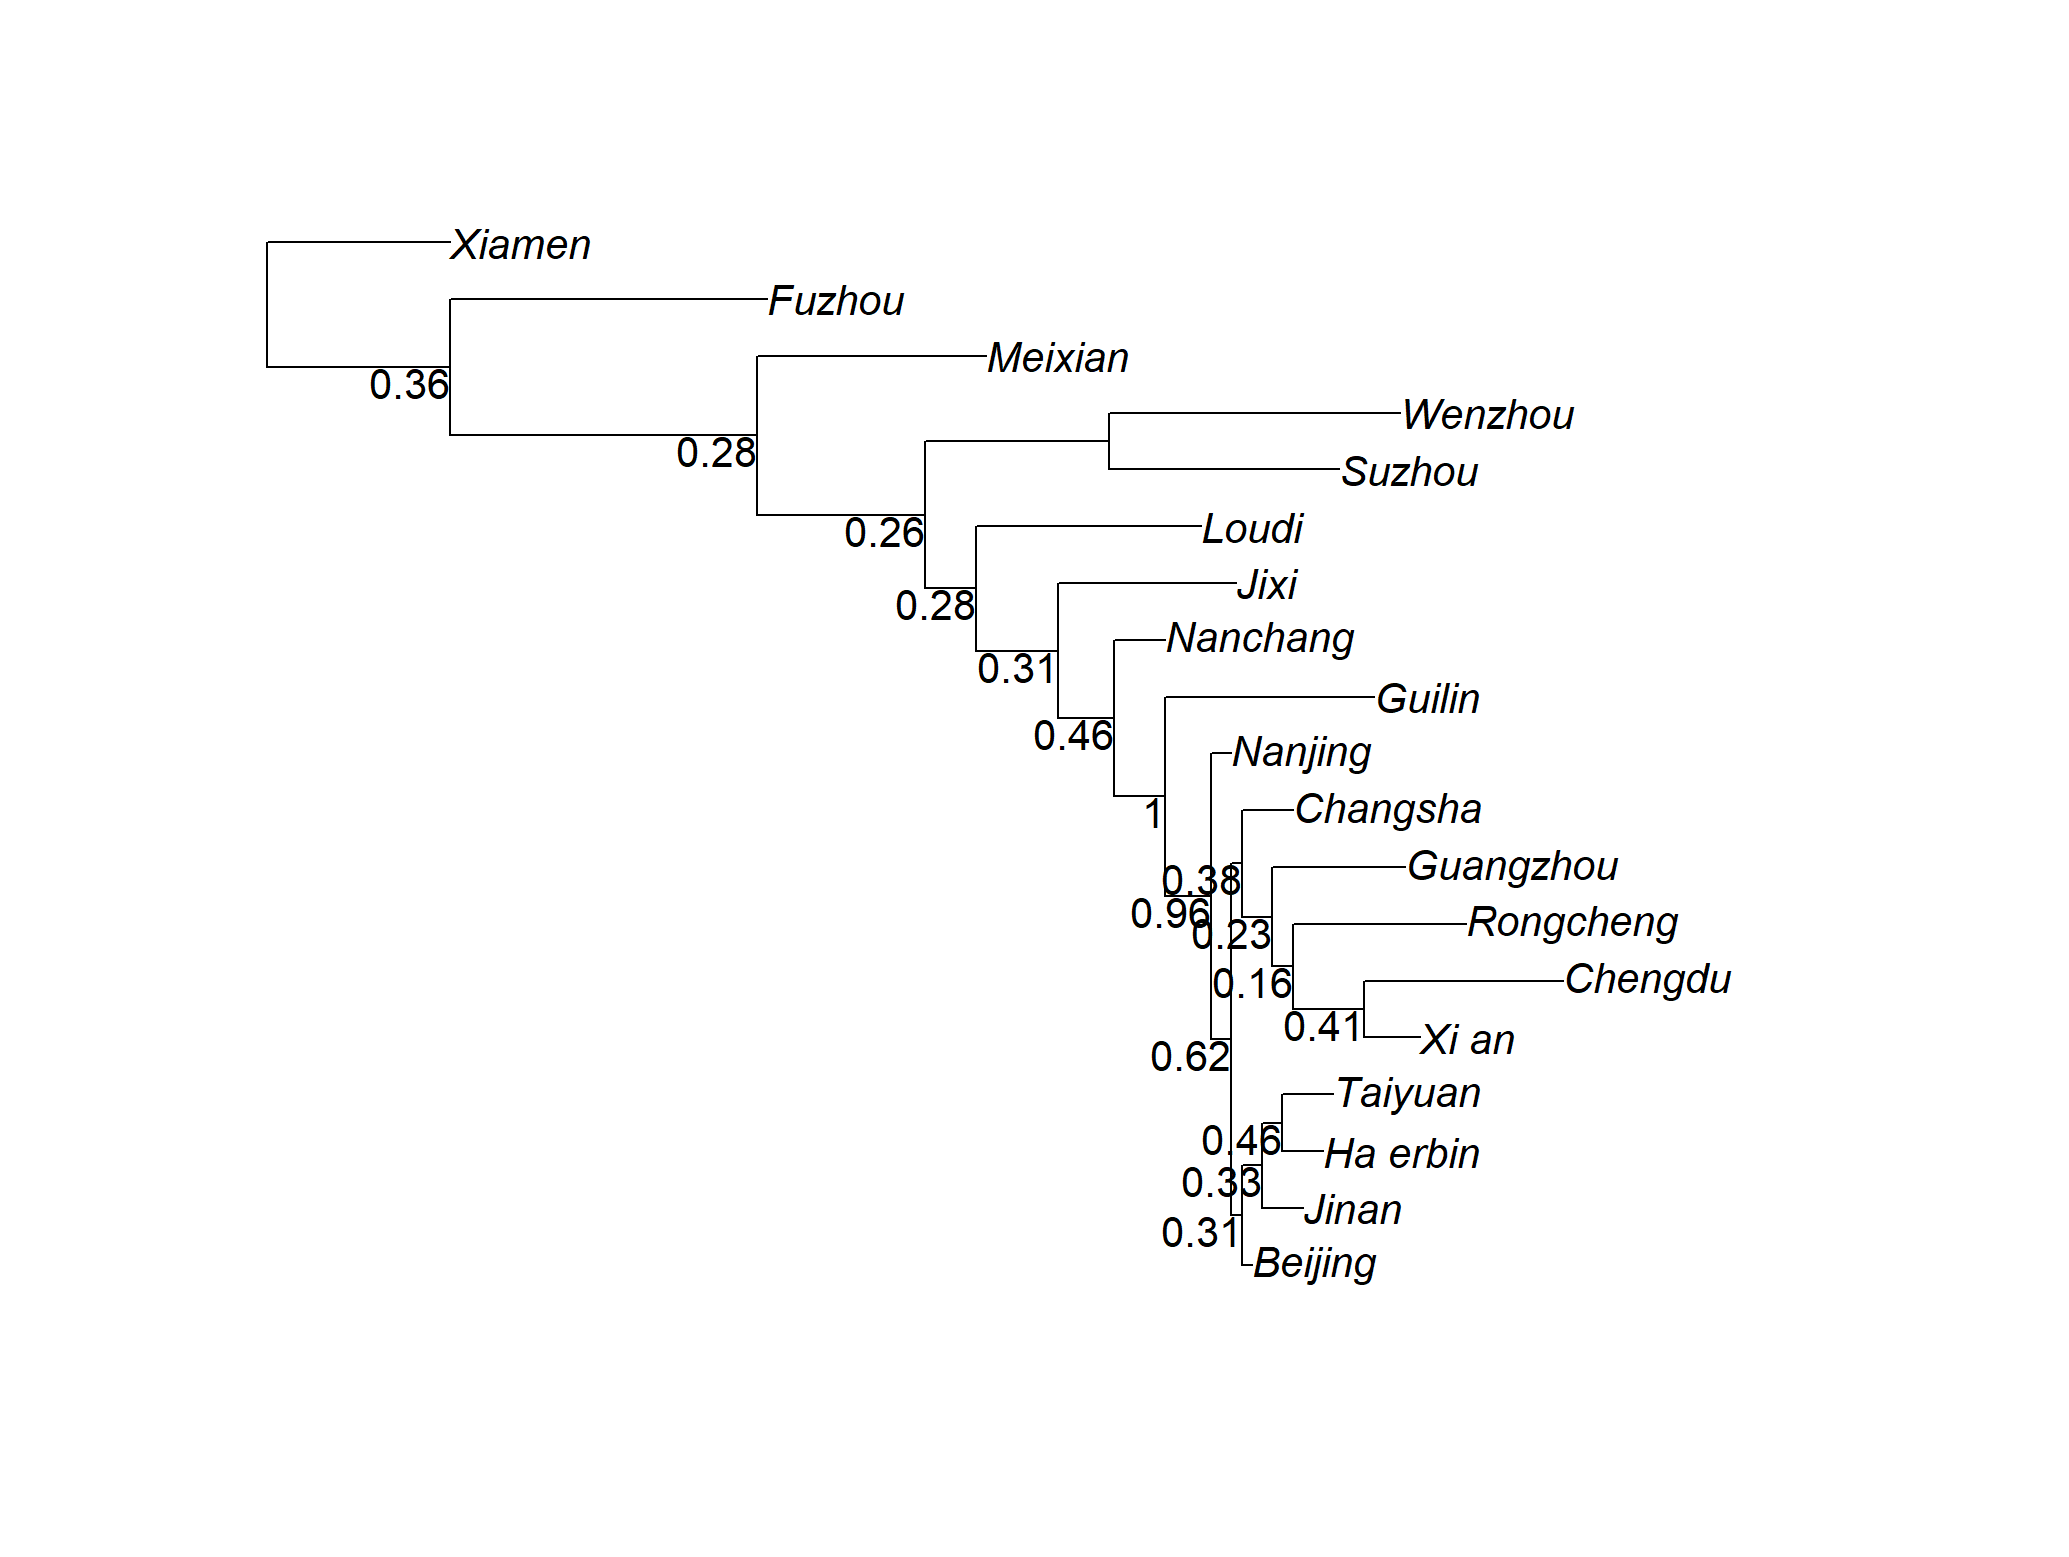 Xiamen
Fuzhou
Meixian
0.36
Wenzhou
0.28
Suzhou
Loudi
0.26
Jixi
0.28
Nanchang
0.31
Guilin
0.46
Nanjing
Changsha
1
Guangzhou
0.38
0.96
Rongcheng
0.23
Chengdu
0.16
0.41
Xi an
0.62
Taiyuan
0.46
Ha erbin
0.33
Jinan
0.31
Beijing